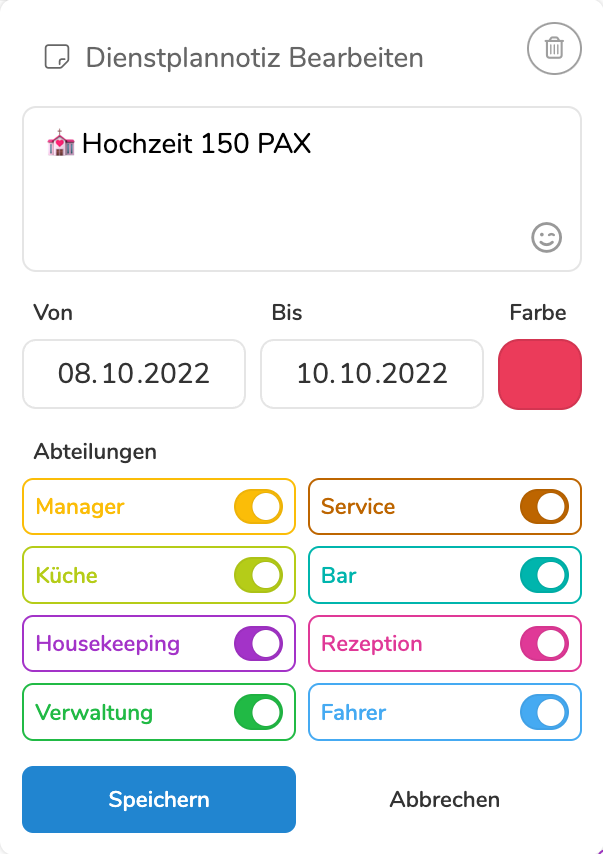 Dienstplannotiz Bearbeiten
💒 Hochzeit 150 PAX
Von Bis Farbe
08.10.2022 10.10.2022
Abteilungen
Manager Service
Küche Bar
Housekeeping Rezeption
Verwaltung Fahrer
Speichern Abbrechen